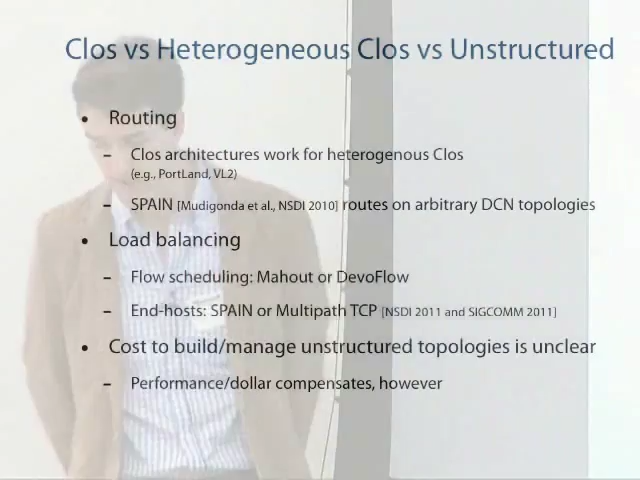 Clos vs Heterogeneous Clos vs Unstructured
• Routing
– Clos architectures work for heterogenous Clos
(e.g., PortLand, VL2)
– SPAIN [Mudigonda et al., NSDI 2010] routes on arbitrary DCN topologies
• Load balancing
– Flow scheduling: Mahout or DevoFlow
– End-hosts: SPAIN or Multipath TCP [NSDI 2011 and SIGCOMM 2011]
• Cost to build/manage unstructured topologies is unclear
– Performance/dollar compensates, however